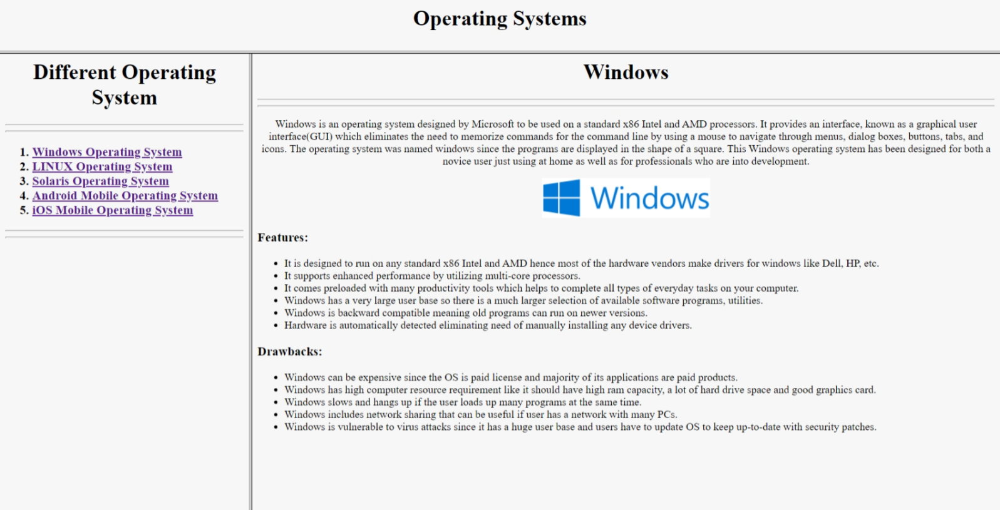 Operating Systems
Different Operating
System
1. Windows Operating System
2. LINUX Operating System
3. Solaris Operating System
4. Android Mobile Operating System
5. iOS Mobile Operating System
Windows
Windows is an operating system designed by Microsoft to be used on a standard x86 Intel and AMD processors. It provides an interface, known as a graphical user
interface(GUI) which eliminates the need to memorize commands for the command line by using a mouse to navigate through menus, dialog boxes, buttons, tabs, and
icons. The operating system was named windows since the programs are displayed in the shape of a square. This Windows operating system has been designed for both a
novice user just using at home as well as for professionals who are into development.
Windows
Features:
• It is designed to run on any standard x86 Intel and AMD hence most of the hardware vendors make drivers for windows like Dell, HP, etc.
• It supports enhanced performance by utilizing multi-core processors.
• It comes preloaded with many productivity tools which helps to complete all types of everyday tasks on your computer.
• Windows has a very large user base so there is a much larger selection of available software programs, utilities.
• Windows is backward compatible meaning old programs can run on newer versions.
• Hardware is automatically detected eliminating need of manually installing any device drivers.
Drawbacks:
• Windows can be expensive since the OS is paid license and majority of its applications are paid products.
• Windows has high computer resource requirement like it should have high ram capacity, a lot of hard drive space and good graphics card.
• Windows slows and hangs up if the user loads up many programs at the same time.
• Windows includes network sharing that can be useful if user has a network with many PCs.
• Windows is vulnerable to virus attacks since it has a huge user base and users have to update OS to keep up-to-date with security patches.